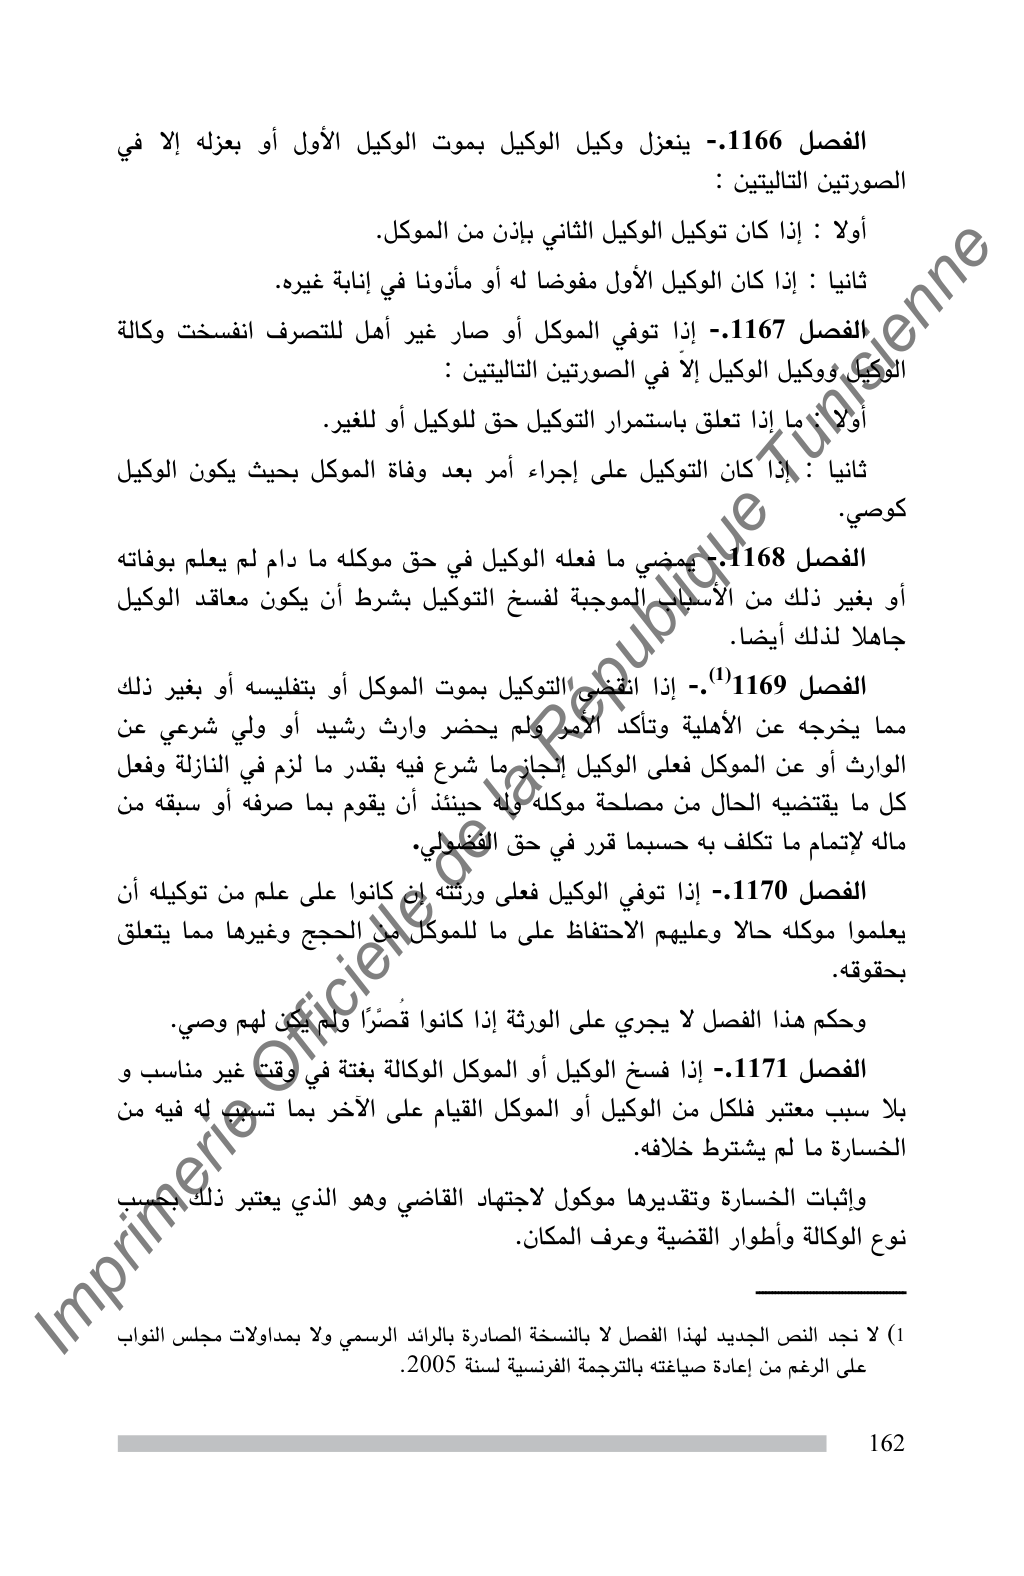 الفصل 1166.- ينعزل وكيل الوكيل بموت الوكيل الأول أو بعزله إلا في
الصورتين التاليتين :
أولا : إذا كان توكيل الوكيل الثاني بإذن من الموكل.
ثانيا : إذا كان الوكيل الأول مفوضا له أو مأذونا في إنابة غيره.
الفصل 1167.- إذا توفي الموكل أو صار غير أهل للتصرف انفسخت وكالة
الوكيل ووكيل الوكيل إلاّ في الصورتين التاليتين :
أولا : ما إذا تعلق باستمرار التوكيل حق للوكيل أو للغير.
ثانيا : إذا كان التوكيل على إجراء أمر بعد وفاة الموكل بحيث يكون الوكيل
كوصي.
الفصل 1168.- يمضي ما فعله الوكيل في حق موكله ما دام لم يعلم بوفاته
أو بغير ذلك من الأسباب الموجبة لفسخ التوكيل بشرط أن يكون معاقد الوكيل
جاهلا لذلك أيضا.
الفصل 1169(1).- إذا انقضى التوكيل بموت الموكل أو بتفليسه أو بغير ذلك
مما يخرجه عن الأهلية وتأكد الأمر ولم يحضر وارث رشيد أو ولي شرعي عن
الوارث أو عن الموكل فعلى الوكيل إنجاز ما شرع فيه بقدر ما لزم في النازلة وفعل
كل ما يقتضيه الحال من مصلحة موكله وله حينئذ أن يقوم بما صرفه أو سبقه من
ماله لإتمام ما تكلف به حسبما قرر في حق الفضولي.
الفصل 1170.- إذا توفي الوكيل فعلى ورثته إن كانوا على علم من توكيله أن
يعلموا موكله حالا وعليهم الاحتفاظ على ما للموكل من الحجج وغيرها مما يتعلق
بحقوقه.
وحكم هذا الفصل لا يجري على الورثة إذا كانوا قُصّرًا ولم يكن لهم وصي.
الفصل 1171.- إذا فسخ الوكيل أو الموكل الوكالة بغتة في وقت غير مناسب و
بلا سبب معتبر فلكل من الوكيل أو الموكل القيام على الآخر بما تسبب له فيه من
الخسارة ما لم يشترط خلافه.
وإثبات الخسارة وتقديرها موكول لاجتهاد القاضي وهو الذي يعتبر ذلك بحسب
نوع الوكالة وأطوار القضية وعرف المكان.
1) لا نجد النص الجديد لهذا الفصل لا بالنسخة الصادرة بالرائد الرسمي ولا بمداولات مجلس النواب
على الرغم من إعادة صياغته بالترجمة الفرنسية لسنة 2005.
162
Imprimerie Officielle de la République Tunisienne